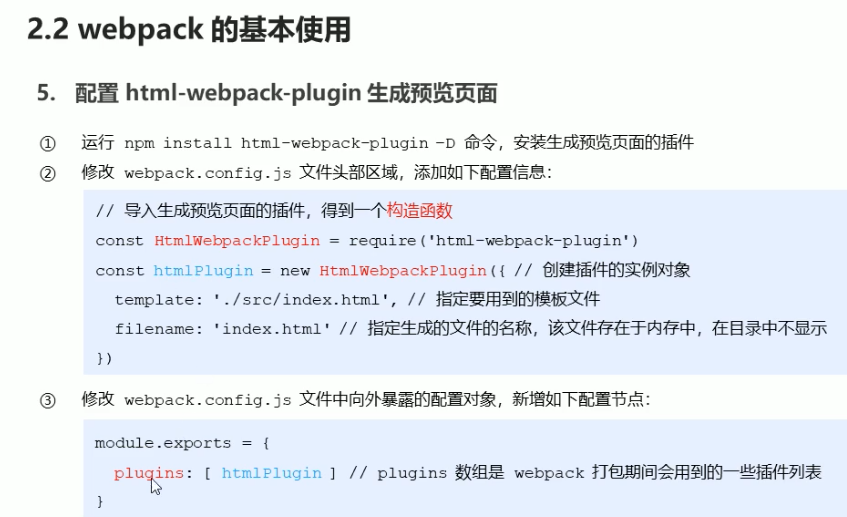 2.2 webpack 的基本使用
5. 配置 html-webpack-plugin 生成预览页面
① 运行 npm install html-webpack-plugin –D 命令，安装生成预览页面的插件
② 修改 webpack.config.js 文件头部区域，添加如下配置信息：
// 导入生成预览页面的插件，得到一个构造函数
const HtmlWebpackPlugin = require('html-webpack-plugin')
const htmlPlugin = new HtmlWebpackPlugin({ // 创建插件的实例对象
template: './src/index.html', // 指定要用到的模板文件
filename: 'index.html' // 指定生成的文件的名称，该文件存在于内存中，在目录中不显示
})
③ 修改 webpack.config.js 文件中向外暴露的配置对象，新增如下配置节点：
module.exports = {
plugins: [ htmlPlugin ] // plugins 数组是 webpack 打包期间会用到的一些插件列表
}